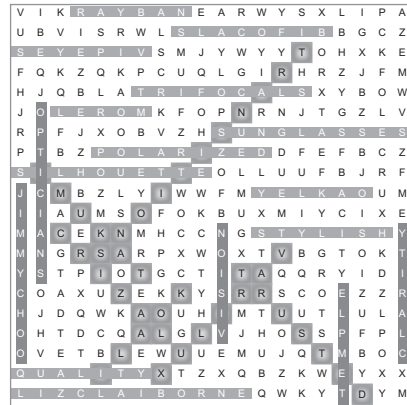 V I K R A Y B A N E A R W Y S X L I P A
U B V I S R W L S L A C O F I B B G C Z
S E Y E P I V S M J Y W Y Y T O H X K E
F Q K Z Q K P C U Q L G I R H R Z J F M
H J Q B L A T R I F O C A L S X Y B O W
J O L E R O M K F O P N R N J T G Z L V
R P F J X O B V Z H S U N G L A S S E S
P T B Z P O L A R I Z E D D F E F B C Z
S I L H O U E T T E O L L U U F B J R F
J C M B Z L Y I W W F M Y E L K A O U M
I I A U M S O F O K B U X M I Y C I X E
M A C E K N M H C C N G S T Y L I S H Y
M N G R S A R P X W O X T V B G T O K T
Y S T P I O T G C T I T A Q Q R Y I D I
C O A X U Z E K K Y S R R S C O E Z Z R
H J D Q W K A O U H I M T U U T L U L A
O H T D C Q A L G L V J H O S S P F P L
O V E T B L E W U U E M U J Q T M B O C
Q U A L I T Y X T Z X Q B Z K W E Y X X
L I Z C L A I B O R N E Q W K Y T D Y M